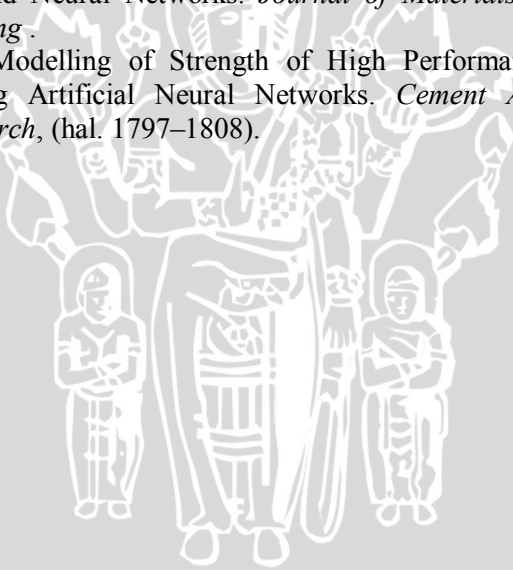 Neural Networks. Journal of Materials
ng .
Modelling of Strength of High Performa
g Artificial Neural Networks. Cement
rch, (hal. 1797–1808).